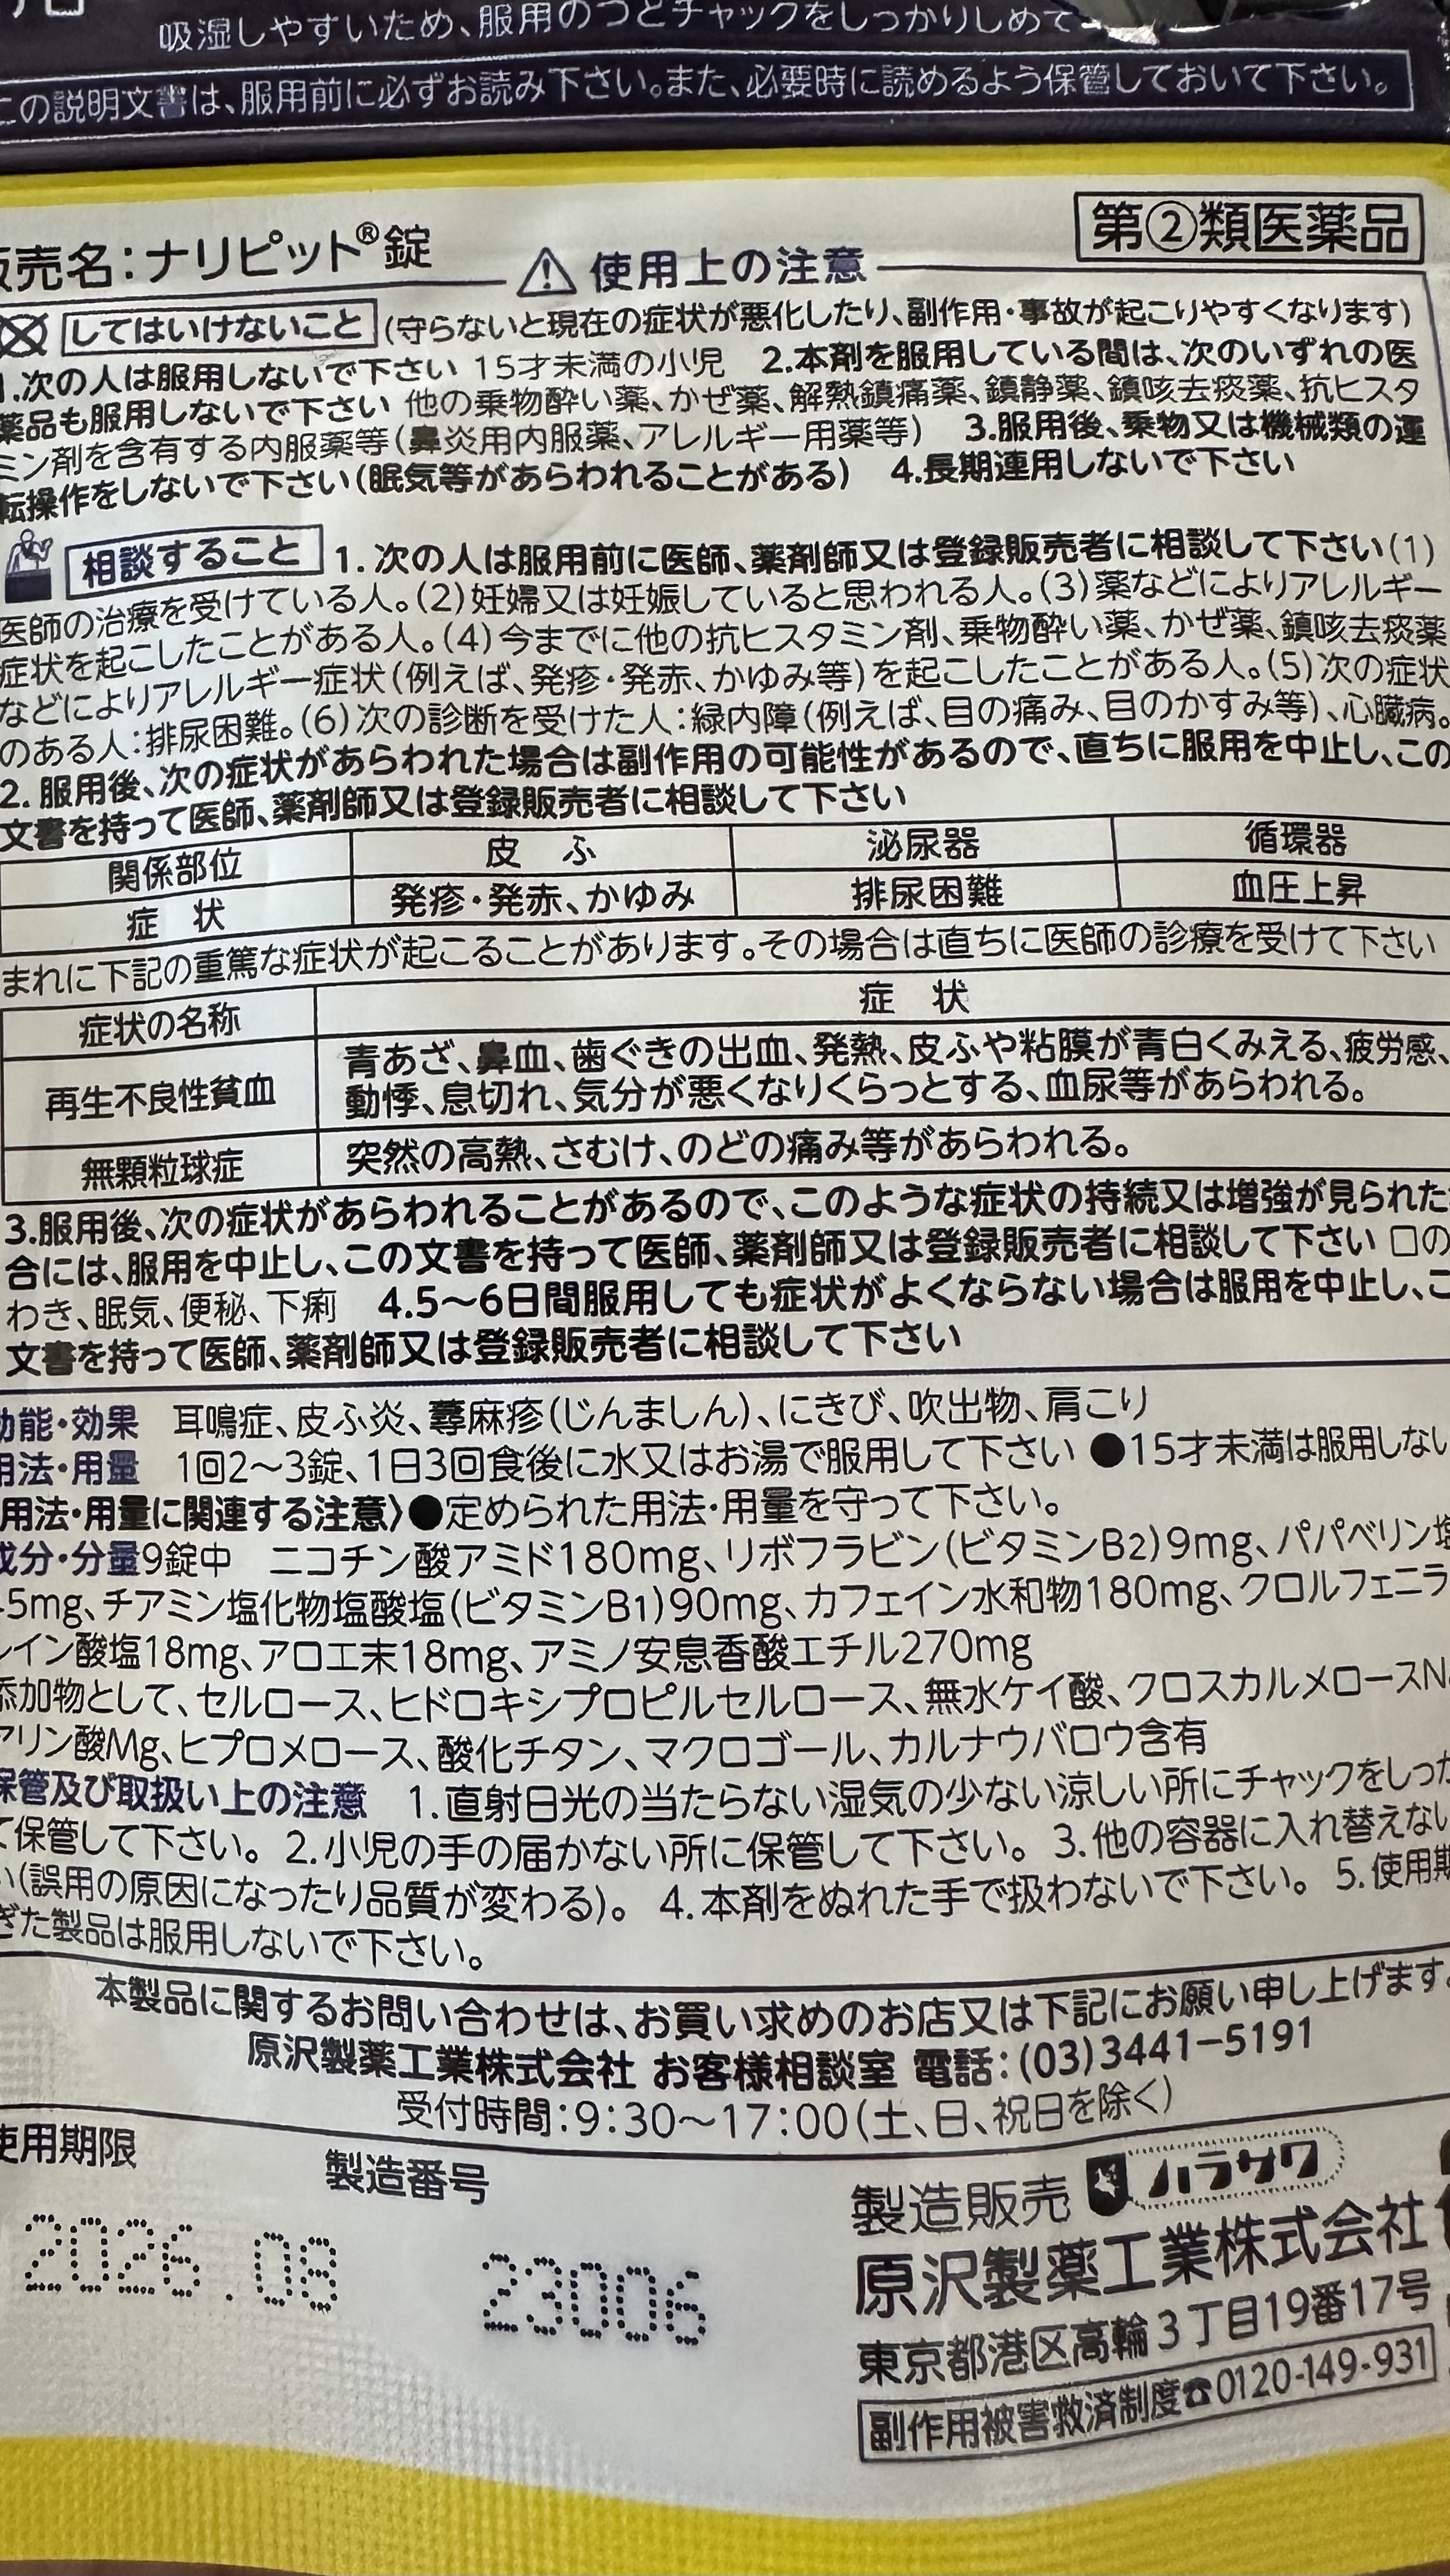 吸湿しやすいため、服用のつどチャックをしっかりしめて
この説明文書は、服用前に必ずお読み下さい。また、必要時に読めるよう保管しておいて下さい。
第②類医薬品
販売名：ナリピット®錠
使用上の注意
してはいけないこと (守らないと現在の症状が悪化したり、副作用・事故が起こりやすくなります)
1.次の人は服用しないで下さい 15才未満の小児 2.本剤を服用している間は、次のいずれの医
薬品も服用しないで下さい 他の乗物酔い薬、かぜ薬、解熱鎮痛薬、鎮静薬、鎮咳去痰薬、抗ヒスタ
ミン剤を含有する内服薬等(鼻炎用内服薬、アレルギー用薬等) 3.服用後、乗物又は機械類の運
転操作をしないで下さい(眠気等があらわれることがある) 4.長期連用しないで下さい
相談すること 1.次の人は服用前に医師、薬剤師又は登録販売者に相談して下さい(1)
医師の治療を受けている人。(2)妊婦又は妊娠していると思われる人。(3)薬などによりアレルギー
症状を起こしたことがある人。(4)今までに他の抗ヒスタミン剤、乗物酔い薬、かぜ薬、鎮咳去痰薬
などによりアレルギー症状(例えば、発疹・発赤、かゆみ等)を起こしたことがある人。(5)次の症状
のある人：排尿困難。(6)次の診断を受けた人：緑内障(例えば、目の痛み、目のかすみ等)、心臓病。
2.服用後、次の症状があらわれた場合は副作用の可能性があるので、直ちに服用を中止し、この
文書を持って医師、薬剤師又は登録販売者に相談して下さい
関係部位 皮 ふ 泌尿器 循環器
症 状 発疹・発赤、かゆみ 排尿困難 血圧上昇
まれに下記の重篤な症状が起こることがあります。その場合は直ちに医師の診療を受けて下さい
症状の名称 症 状
再生不良性貧血 青あざ、鼻血、歯ぐきの出血、発熱、皮ふや粘膜が青白くみえる、疲労感、
動悸、息切れ、気分が悪くなりくらっとする、血尿等があらわれる。
無顆粒球症 突然の高熱、さむけ、のどの痛み等があらわれる。
3.服用後、次の症状があらわれることがあるので、このような症状の持続又は増強が見られた
合には、服用を中止し、この文書を持って医師、薬剤師又は登録販売者に相談して下さい 口の
わき、眠気、便秘、下痢 4.5～6日間服用しても症状がよくならない場合は服用を中止し、こ
文書を持って医師、薬剤師又は登録販売者に相談して下さい
効能・効果 耳鳴症、皮ふ炎、蕁麻疹(じんましん)、にきび、吹出物、肩こり
用法・用量 1回2～3錠、1日3回食後に水又はお湯で服用して下さい ●15才未満は服用しない
用法・用量に関連する注意〉●定められた用法・用量を守って下さい。
成分・分量9錠中 ニコチン酸アミド180mg、リボフラビン(ビタミンB2)9mg、パパベリン塩
5mg、チアミン塩化物塩酸塩(ビタミンB1)90mg、カフェイン水和物180mg、クロルフェニラ
レイン酸塩18mg、アロエ末18mg、アミノ安息香酸エチル270mg
添加物として、セルロース、ヒドロキシプロピルセルロース、無水ケイ酸、クロスカルメロースNa
アリン酸Mg、ヒプロメロース、酸化チタン、マクロゴール、カルナウバロウ含有
保管及び取扱い上の注意 1.直射日光の当たらない湿気の少ない涼しい所にチャックをしっか
て保管して下さい。2.小児の手の届かない所に保管して下さい。3.他の容器に入れ替えない
い(誤用の原因になったり品質が変わる)。4.本剤をぬれた手で扱わないで下さい。5.使用期
ぎた製品は服用しないで下さい。
本製品に関するお問い合わせは、お買い求めのお店又は下記にお願い申し上げます。
原沢製薬工業株式会社 お客様相談室 電話：(03)3441-5191
受付時間：9:30～17:00(土、日、祝日を除く)
使用期限 製造番号
2026.08 23006
製造販売 ハラサワ
原沢製薬工業株式会社
東京都港区高輪3丁目19番17号
副作用被害救済制度☎0120-149-931